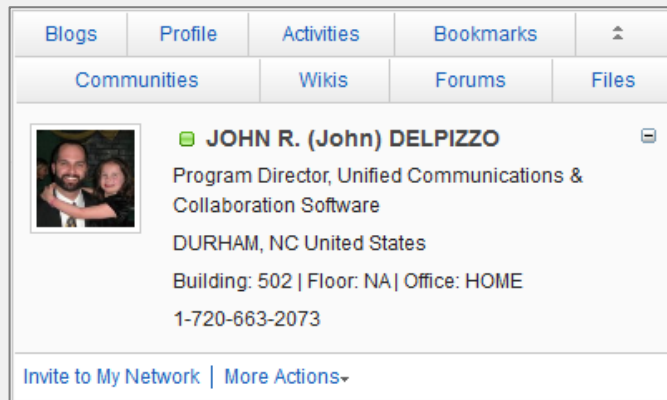 Blogs Profile Activities Bookmarks
Communities Wikis Forums Files
JOHN R. (John) DELPIZZO
Program Director, Unified Communications &
Collaboration Software
DURHAM, NC United States
Building: 502 | Floor: NA | Office: HOME
1-720-663-2073
Invite to My Network | More Actions